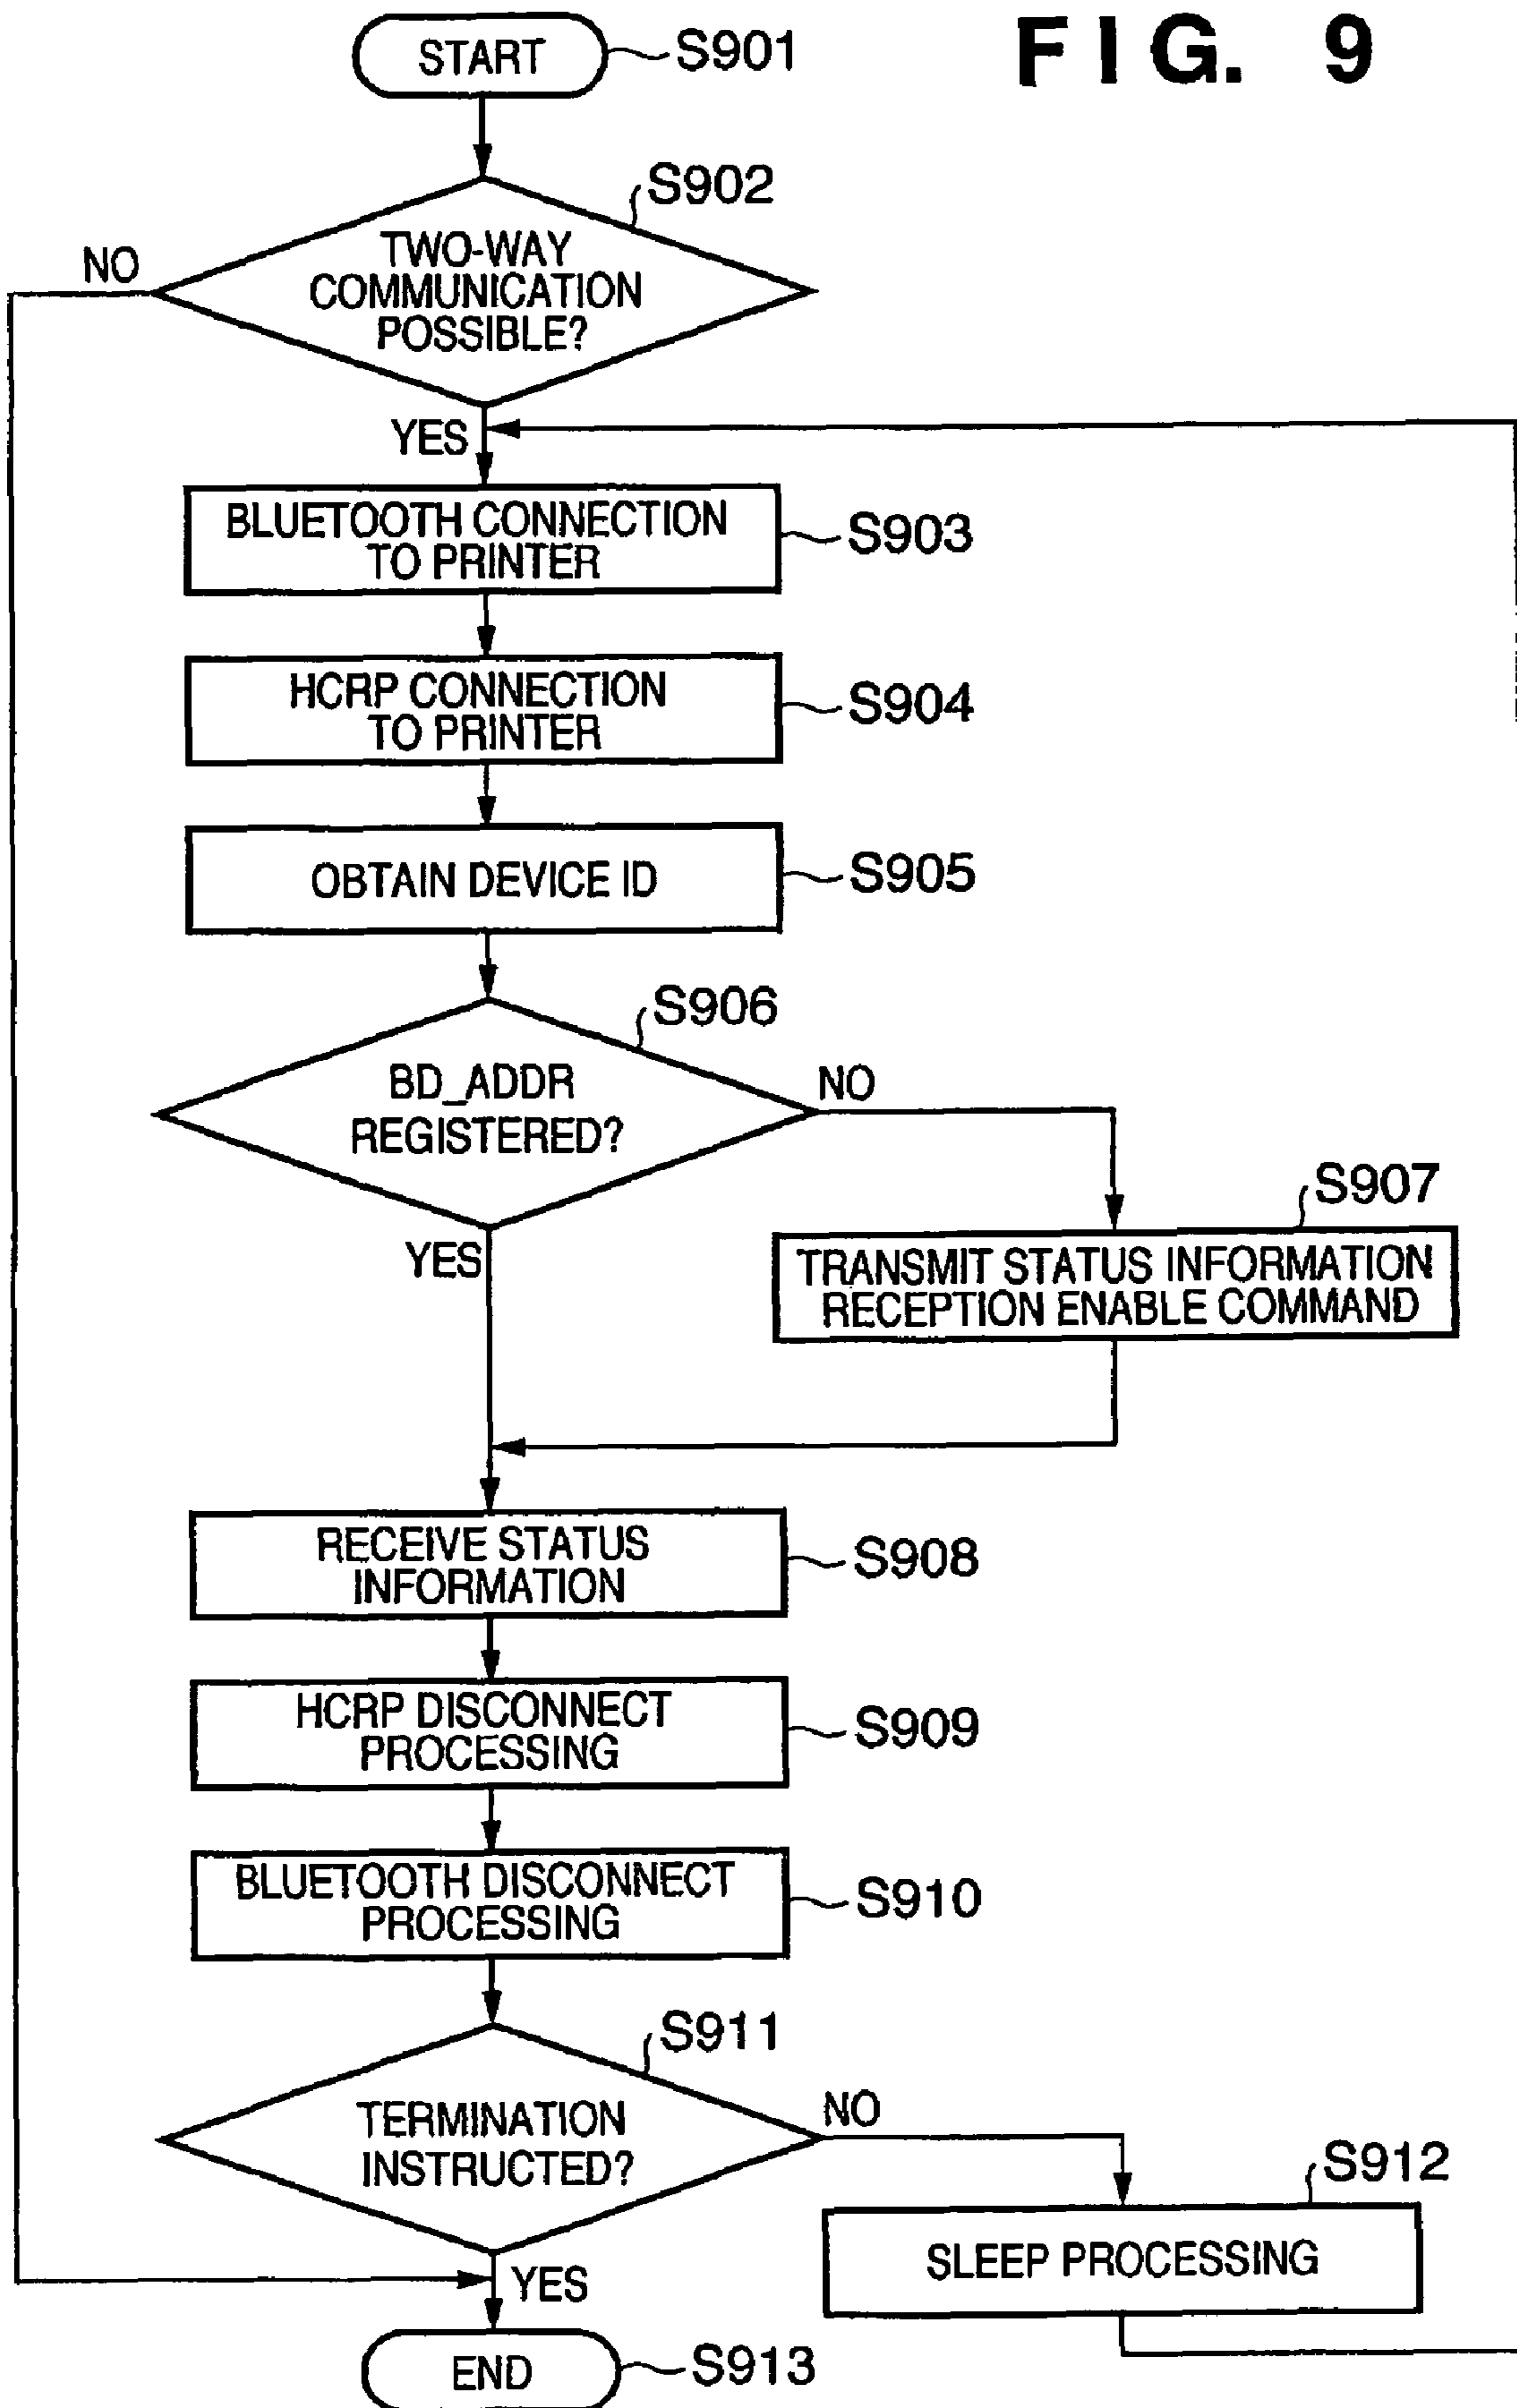 FIG. 9
START
S901
S902
TWO-WAY
COMMUNICATION
POSSIBLE?
NO
YES
BLUETOOTH CONNECTION
TO PRINTER
S903
HCRP CONNECTION
TO PRINTER
S904
OBTAIN DEVICE ID
S905
S906
BD_ADDR
REGISTERED?
NO
YES
S907
TRANSMIT STATUS INFORMATION
RECEPTION ENABLE COMMAND
RECEIVE STATUS
INFORMATION
S908
HCRP DISCONNECT
PROCESSING
S909
BLUETOOTH DISCONNECT
PROCESSING
S910
S911
TERMINATION
INSTRUCTED?
NO
S912
SLEEP PROCESSING
YES
END
S913